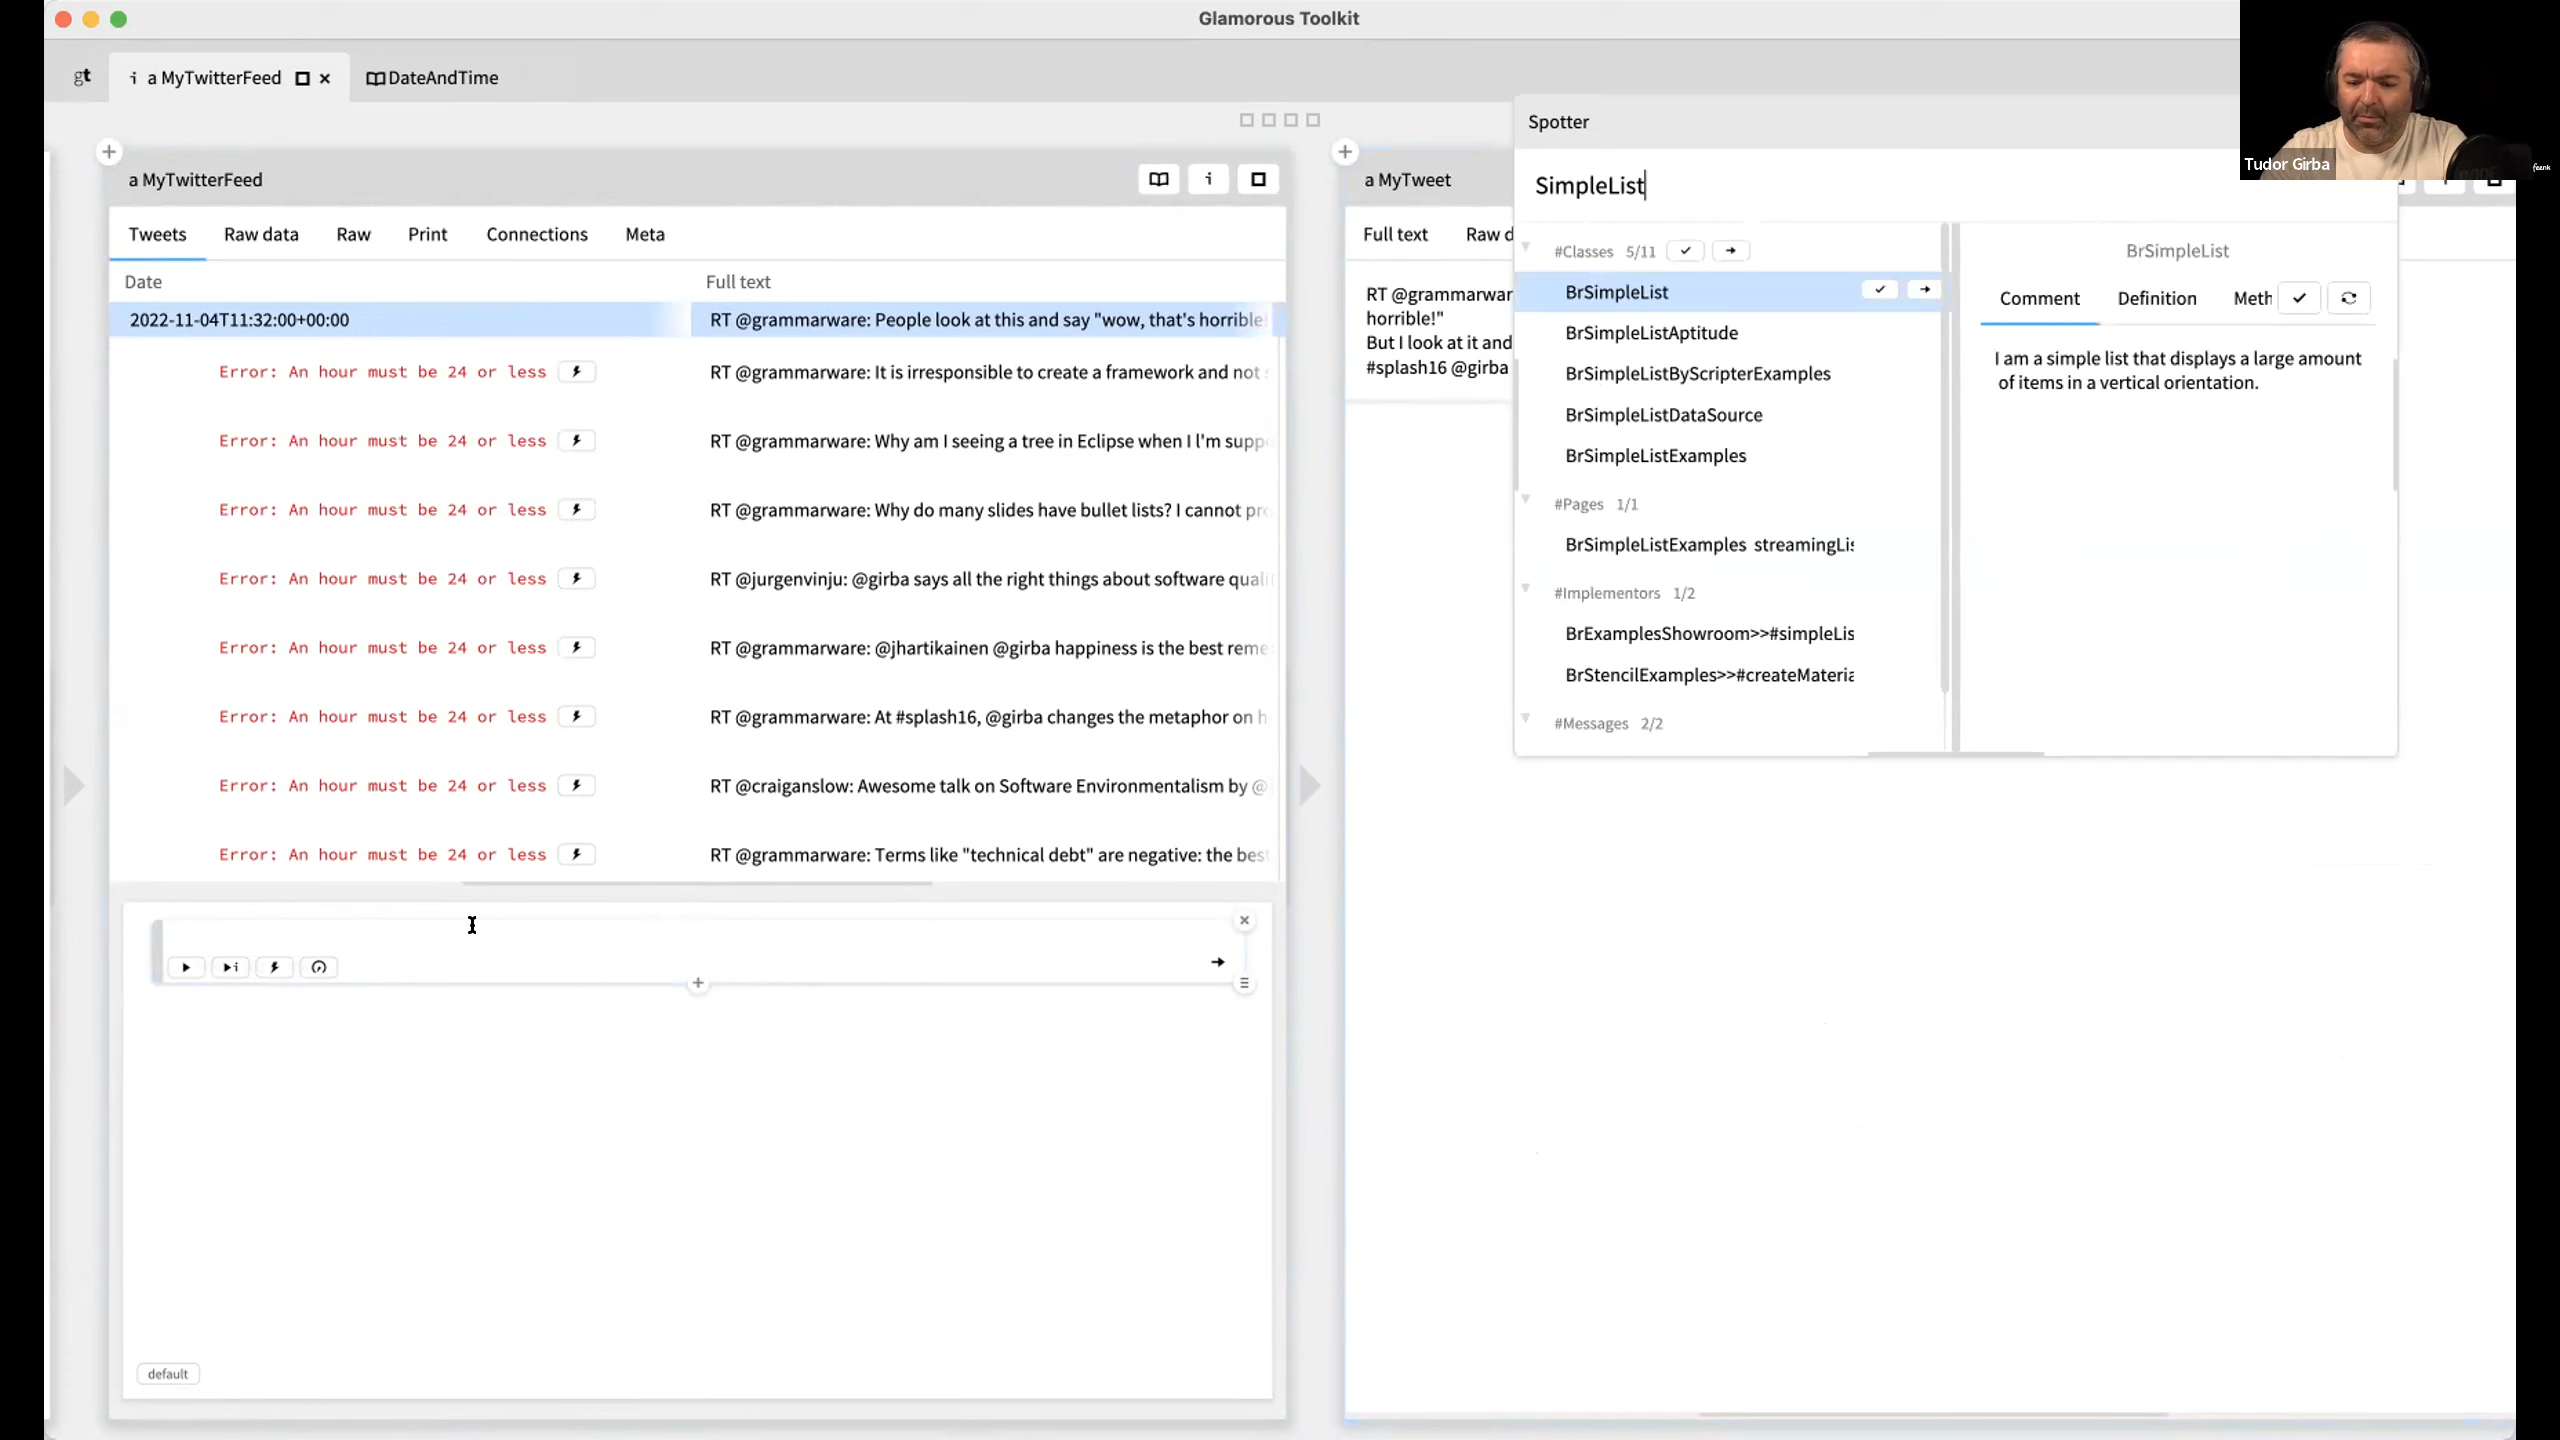 Glamorous Toolkit
gt
i a MyTwitterFeed
DateAndTime
a MyTwitterFeed
i
Tweets Raw data Raw Print Connections Meta
Date Full text
2022-11-04T11:32:00+00:00 RT @grammarware: People look at this and say "wow, that's horrible!
Error: An hour must be 24 or less RT @grammarware: It is irresponsible to create a framework and not
Error: An hour must be 24 or less RT @grammarware: Why am I seeing a tree in Eclipse when I I'm supp
Error: An hour must be 24 or less RT @grammarware: Why do many slides have bullet lists? I cannot pr
Error: An hour must be 24 or less RT @jurgenvinju: @girba says all the right things about software quali
Error: An hour must be 24 or less RT @grammarware: @jhartikainen @girba happiness is the best reme
Error: An hour must be 24 or less RT @grammarware: At #splash16, @girba changes the metaphor on h
Error: An hour must be 24 or less RT @craiganslow: Awesome talk on Software Environmentalism by @
Error: An hour must be 24 or less RT @grammarware: Terms like "technical debt" are negative: the bes
i
default
a MyTweet
Full text Raw d
RT @grammarwar
horrible!"
But I look at it and
#splash16 @girba
Spotter
SimpleList
#Classes 5/11
BrSimpleList
BrSimpleListAptitude
BrSimpleListByScripterExamples
BrSimpleListDataSource
BrSimpleListExamples
#Pages 1/1
BrSimpleListExamples streamingLis
#Implementors 1/2
BrExamplesShowroom>>#simpleLis
BrStencilExamples>>#createMateria
#Messages 2/2
BrSimpleList
Comment Definition Meth
I am a simple list that displays a large amount
of items in a vertical orientation.
Tudor Girba
feenk